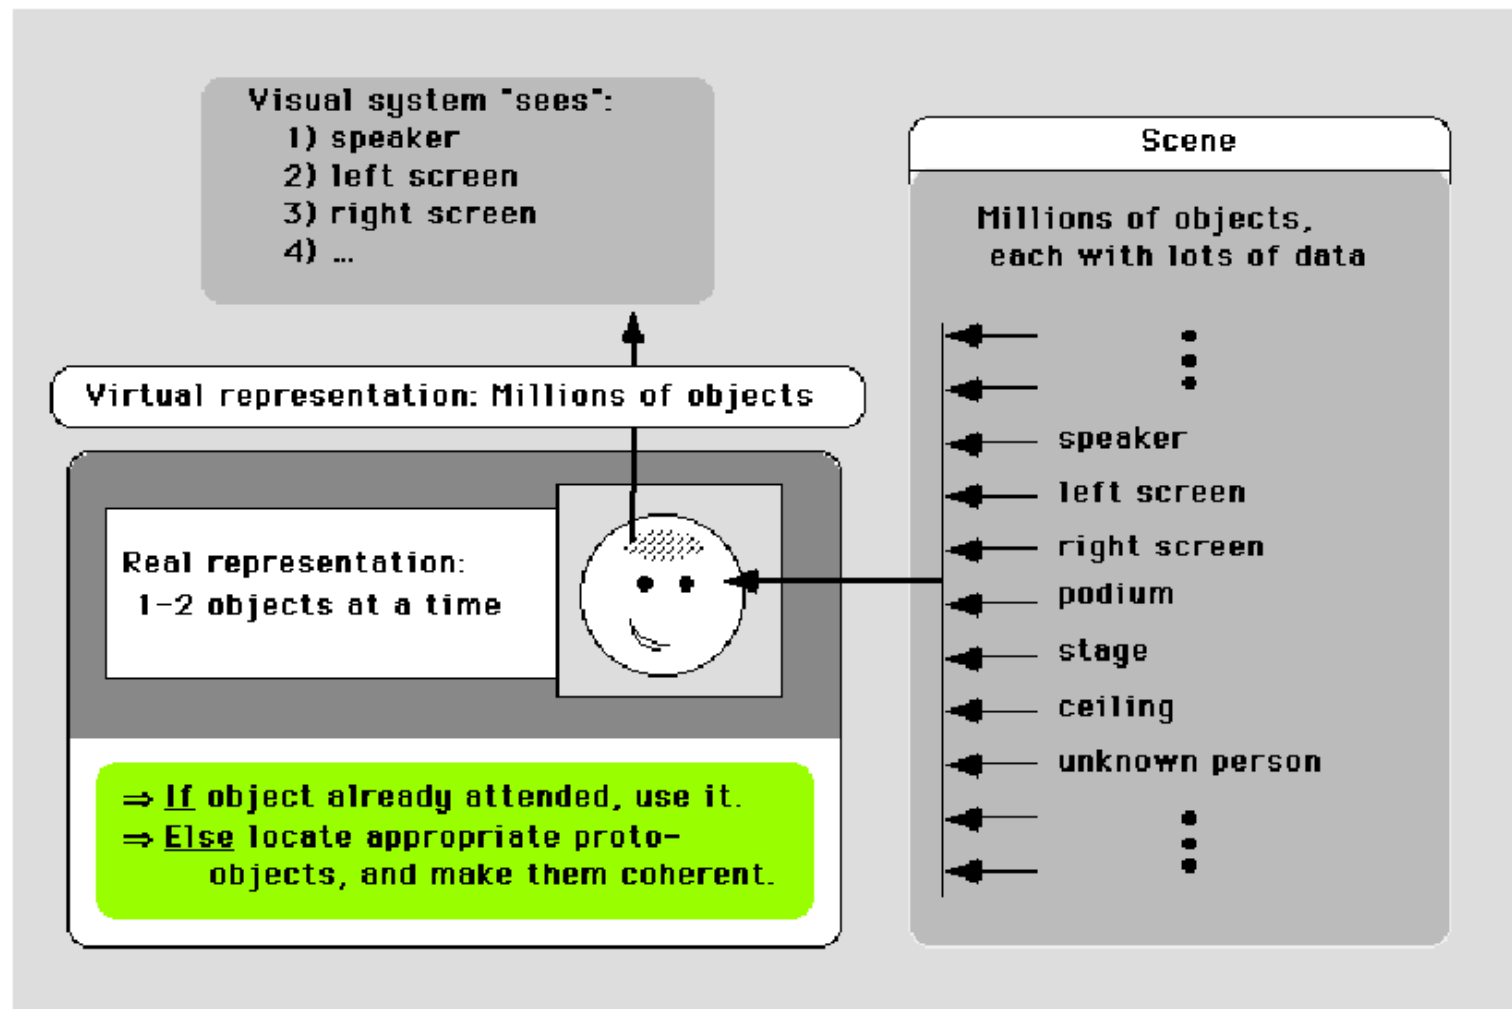 Visual system "sees":
1) speaker
2) left screen
3) right screen
4) ...
Virtual representation: Millions of objects
Real representation:
1-2 objects at a time
⇒ If object already attended, use it.
⇒ Else locate appropriate proto-
objects, and make them coherent.
Scene
Millions of objects,
each with lots of data
speaker
left screen
right screen
podium
stage
ceiling
unknown person